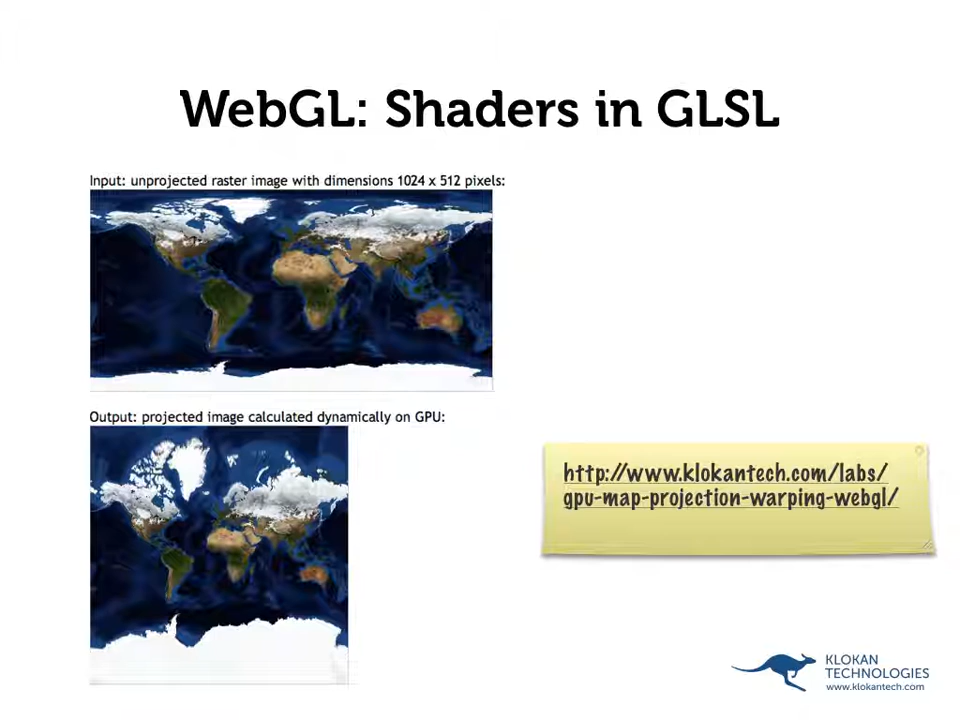 WebGL: Shaders in GLSL
Input: unprojected raster image with dimensions 1024 x 512 pixels:
Output: projected image calculated dynamically on GPU:
http://www.klokantech.com/labs/
gpu-map-projection-warping-webgl/
KLOKAN
TECHNOLOGIES
www.klokantech.com